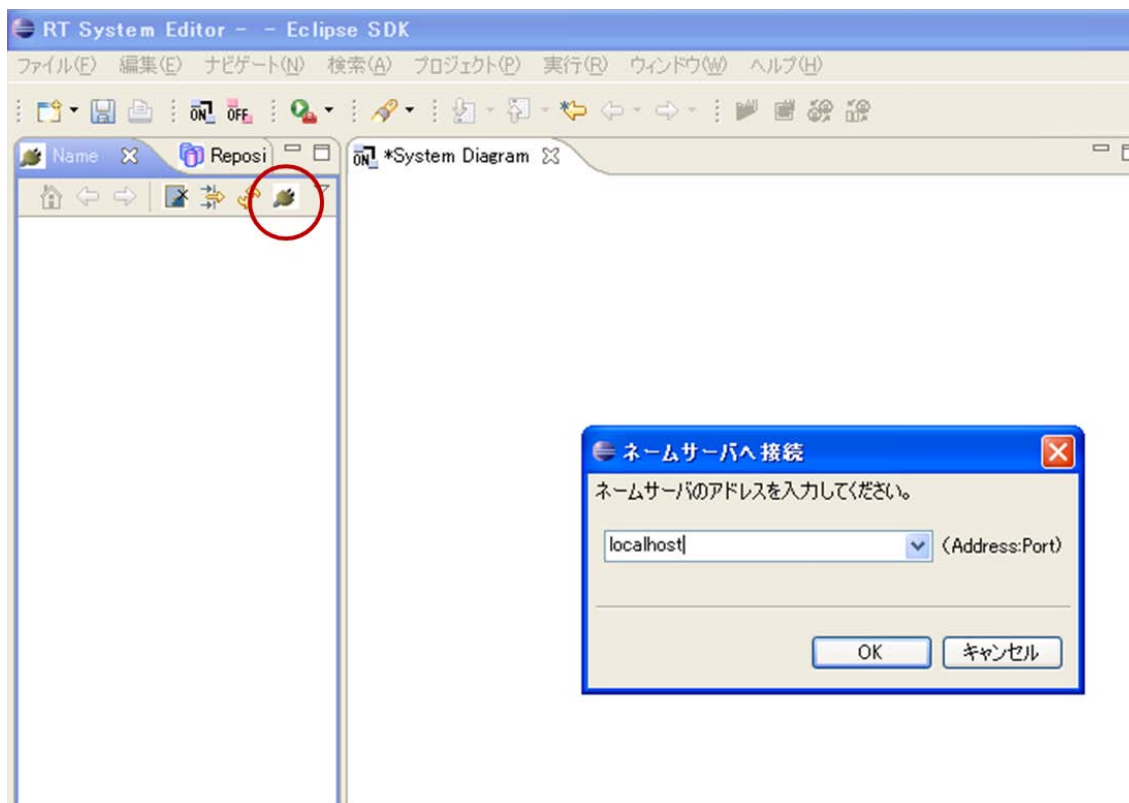 RT System Editor - - Eclipse SDK
ファイル(F) 編集(E) ナビゲート(N) 検索(A) プロジェクト(P) 実行(R) ウィンドウ(W) ヘルプ(H)
ON OFF
Name Reposi ON *System Diagram
ネームサーバへ接続
ネームサーバのアドレスを入力してください。
localhost (Address:Port)
OK キャンセル